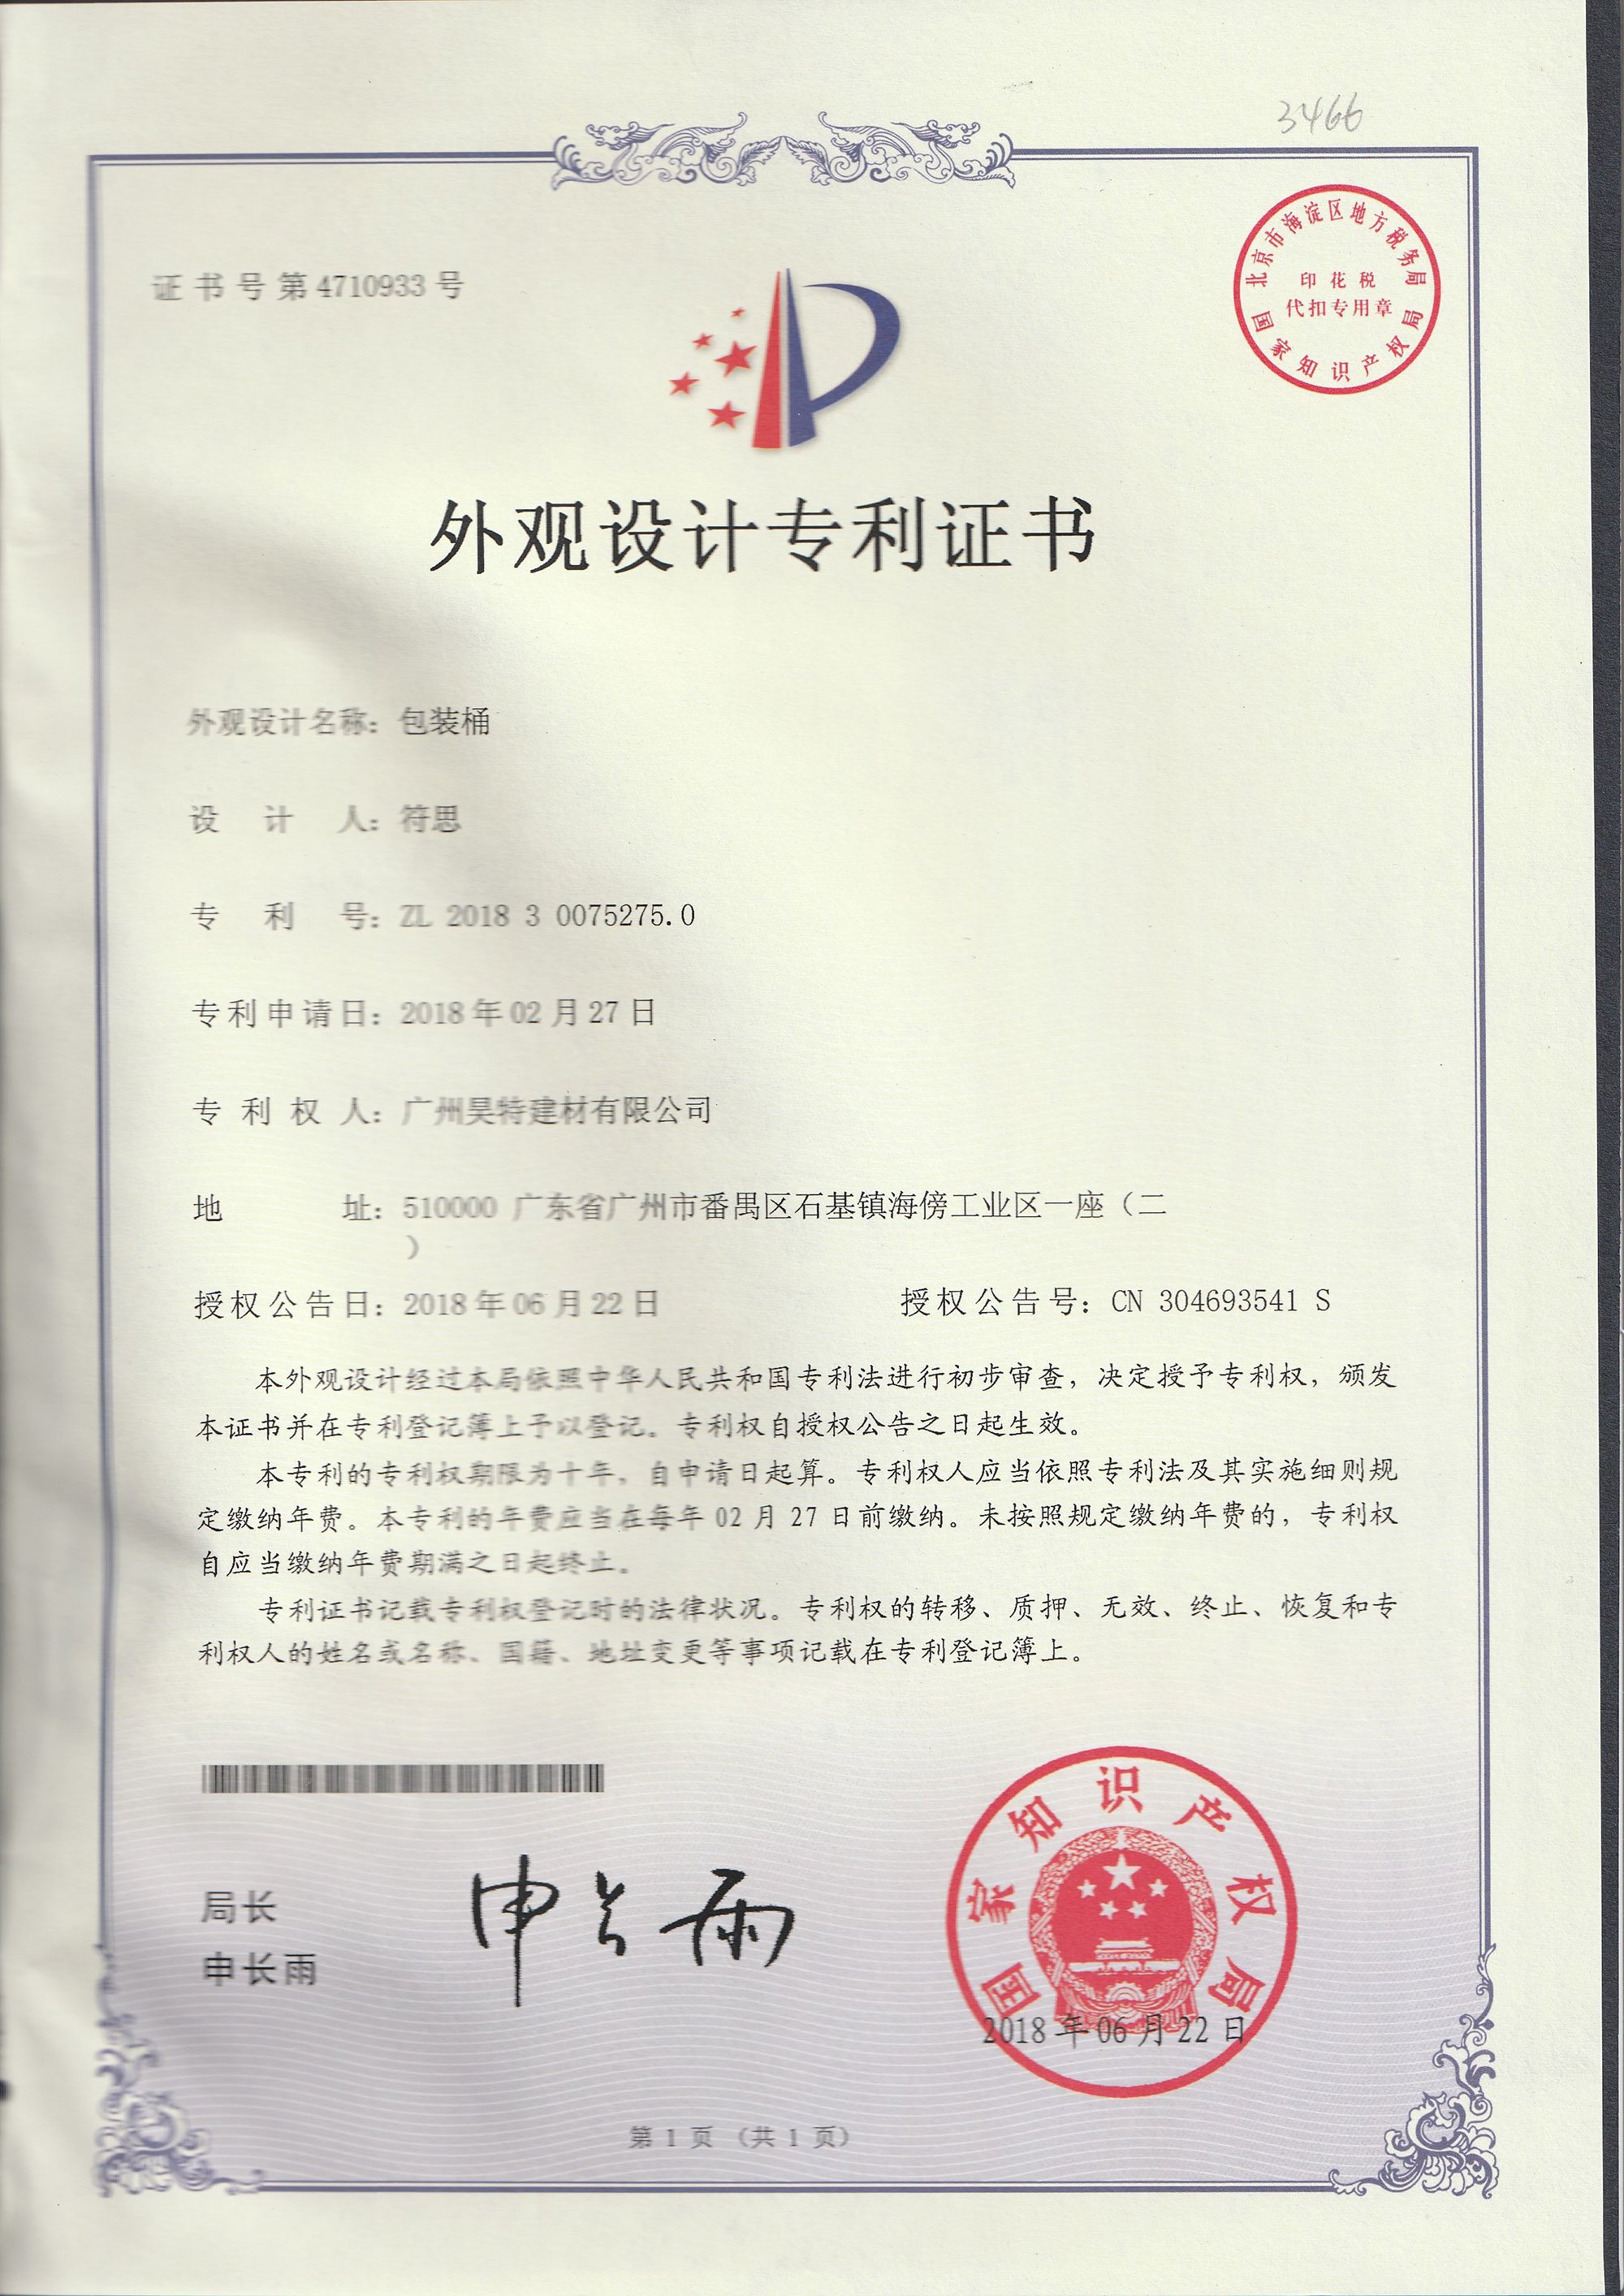 3466
北京市海淀区地方税务局
印花税
代扣专用章
国家知识产权局
证书号第4710933号
外观设计专利证书
外观设计名称：包装桶
设计人：符思
专利号：ZL 2018 3 0075275.0
专利申请日：2018年02月27日
专利权人：广州昊特建材有限公司
地址：510000 广东省广州市番禺区石基镇海傍工业区一座（二
）
授权公告日：2018年06月22日 授权公告号：CN 304693541 S
本外观设计经过本局依照中华人民共和国专利法进行初步审查，决定授予专利权，颁发
本证书并在专利登记簿上予以登记。专利权自授权公告之日起生效。
本专利的专利权期限为十年，自申请日起算。专利权人应当依照专利法及其实施细则规
定缴纳年费。本专利的年费应当在每年02月27日前缴纳。未按照规定缴纳年费的，专利权
自应当缴纳年费期满之日起终止。
专利证书记载专利权登记时的法律状况。专利权的转移、质押、无效、终止、恢复和专
利权人的姓名或名称、国籍、地址变更等事项记载在专利登记簿上。
局长
申长雨
申长雨
国家知识产权局
2018年06月22日
第1页（共1页）